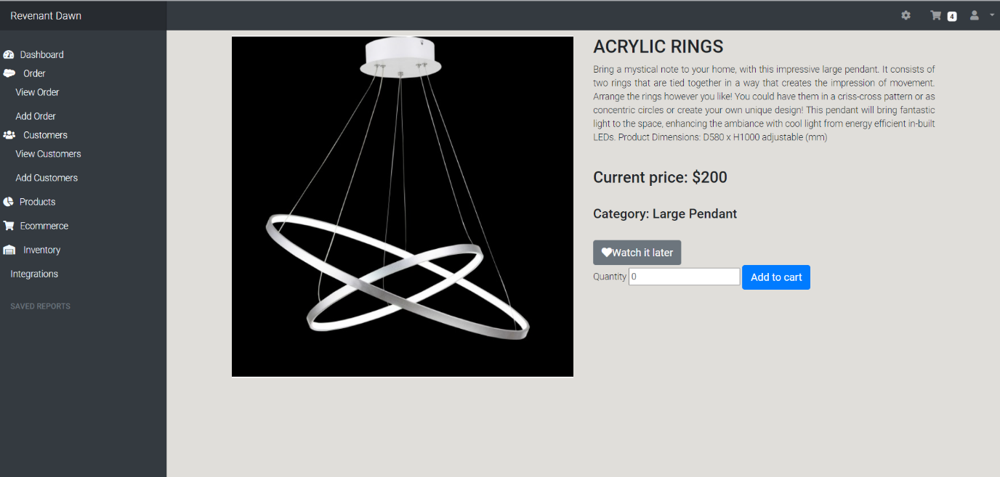 Revenant Dawn
4
Dashboard
Order
View Order
Add Order
Customers
View Customers
Add Customers
Products
Ecommerce
Inventory
Integrations
SAVED REPORTS
ACRYLIC RINGS
Bring a mystical note to your home, with this impressive large pendant. It consists of
two rings that are tied together in a way that creates the impression of movement.
Arrange the rings however you like! You could have them in a criss-cross pattern or as
concentric circles or create your own unique design! This pendant will bring fantastic
light to the space, enhancing the ambiance with cool light from energy efficient in-built
LEDs. Product Dimensions: D580 x H1000 adjustable (mm)
Current price: $200
Category: Large Pendant
Watch it later
Quantity 0 Add to cart